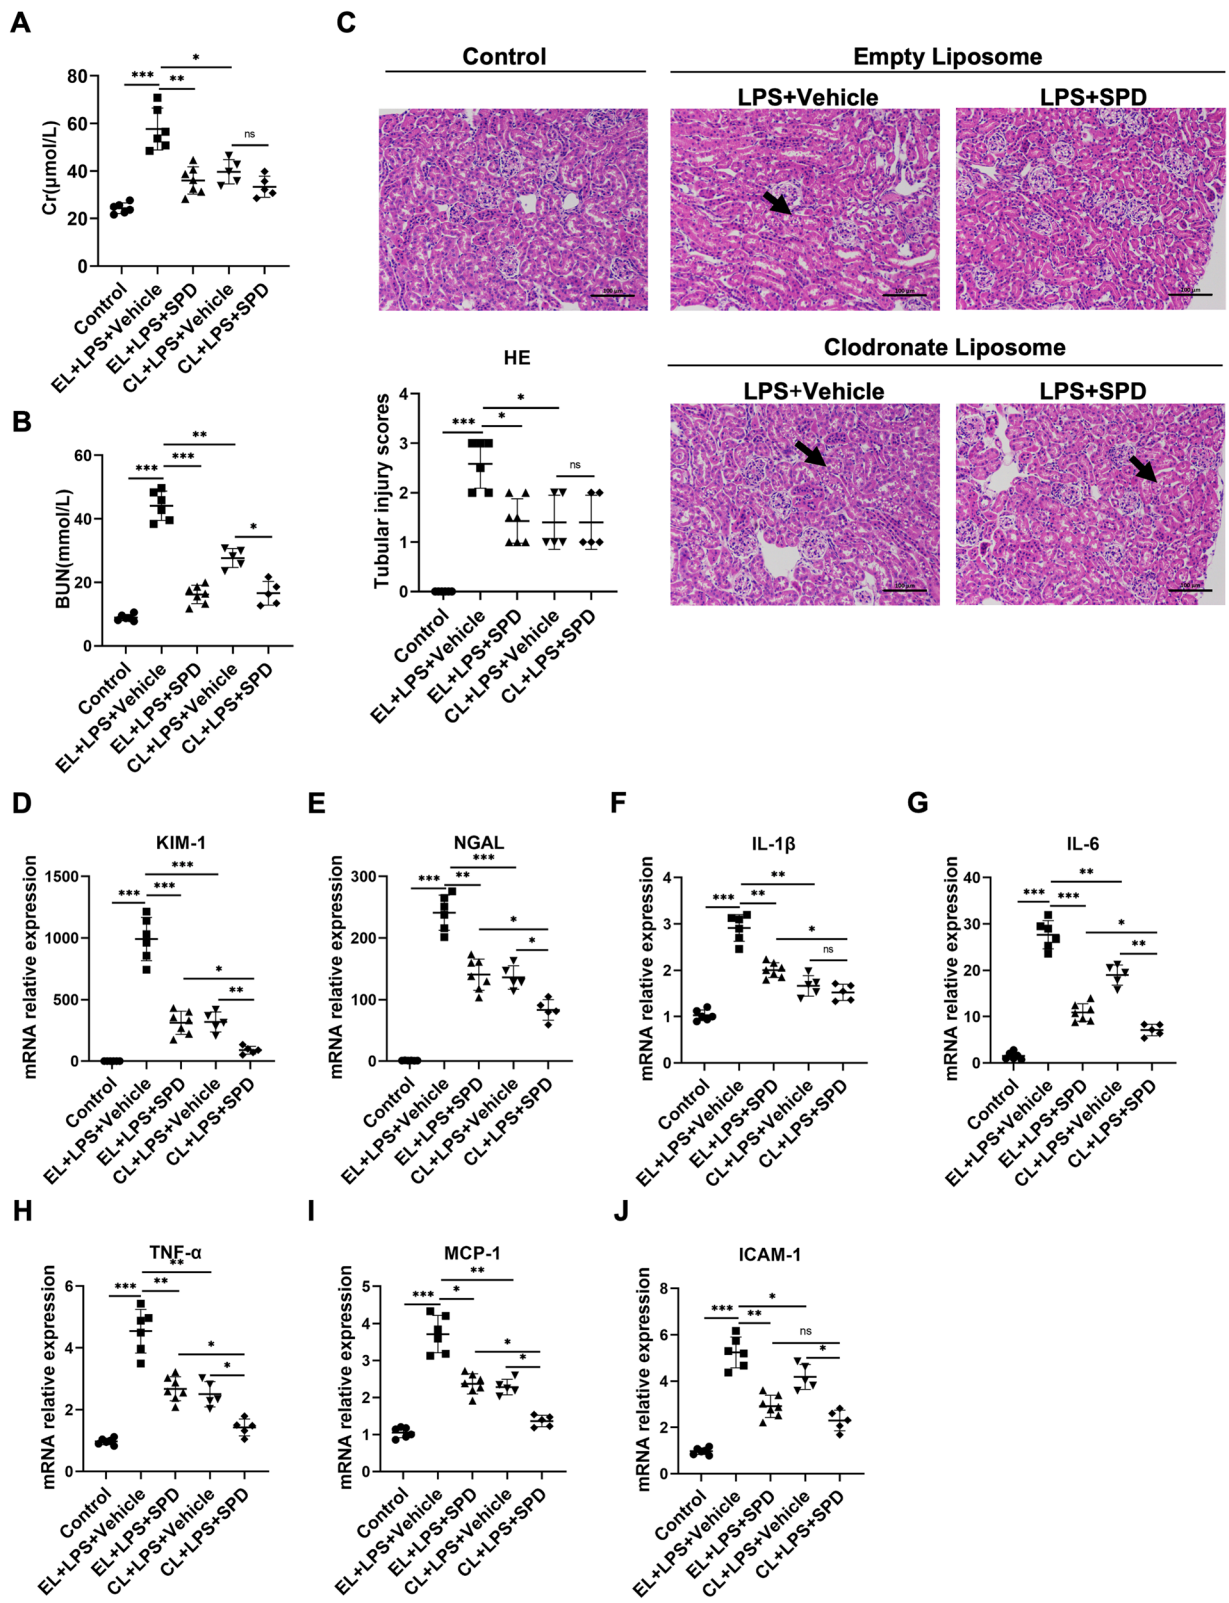 A
Cr(μmol/L)
80
60
40
20
0
***
**
*
ns
Control
EL+LPS+Vehicle
EL+LPS+SPD
CL+LPS+Vehicle
CL+LPS+SPD
B
BUN(mmol/L)
60
40
20
0
***
***
**
*
Control
EL+LPS+Vehicle
EL+LPS+SPD
CL+LPS+Vehicle
CL+LPS+SPD
C
Control
Empty Liposome
LPS+Vehicle
LPS+SPD
100 μm
100 μm
100 μm
Clodronate Liposome
LPS+Vehicle
LPS+SPD
100 μm
100 μm
HE
Tubular injury scores
4
3
2
1
0
***
*
*
ns
Control
EL+LPS+Vehicle
EL+LPS+SPD
CL+LPS+Vehicle
CL+LPS+SPD
D
KIM-1
mRNA relative expression
1500
1000
500
0
***
***
***
*
**
Control
EL+LPS+Vehicle
EL+LPS+SPD
CL+LPS+Vehicle
CL+LPS+SPD
E
NGAL
mRNA relative expression
300
200
100
0
***
**
***
*
*
Control
EL+LPS+Vehicle
EL+LPS+SPD
CL+LPS+Vehicle
CL+LPS+SPD
F
IL-1β
mRNA relative expression
4
3
2
1
0
***
**
**
*
ns
Control
EL+LPS+Vehicle
EL+LPS+SPD
CL+LPS+Vehicle
CL+LPS+SPD
G
IL-6
mRNA relative expression
40
30
20
10
0
***
***
**
*
**
Control
EL+LPS+Vehicle
EL+LPS+SPD
CL+LPS+Vehicle
CL+LPS+SPD
H
TNF-α
mRNA relative expression
6
4
2
0
***
**
**
*
*
Control
EL+LPS+Vehicle
EL+LPS+SPD
CL+LPS+Vehicle
CL+LPS+SPD
I
MCP-1
mRNA relative expression
5
4
3
2
1
0
***
*
**
*
*
Control
EL+LPS+Vehicle
EL+LPS+SPD
CL+LPS+Vehicle
CL+LPS+SPD
J
ICAM-1
mRNA relative expression
8
6
4
2
0
***
**
*
ns
*
Control
EL+LPS+Vehicle
EL+LPS+SPD
CL+LPS+Vehicle
CL+LPS+SPD